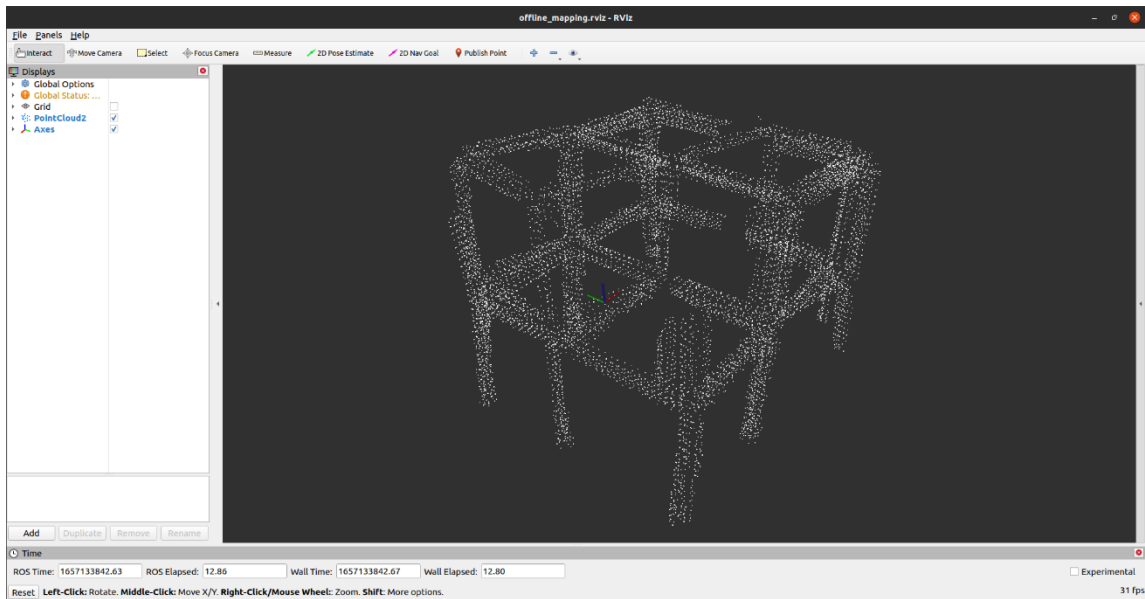 offline_mapping.rviz - RViz
File Panels Help
Interact Move Camera Select Focus Camera Measure 2D Pose Estimate 2D Nav Goal Publish Point
Displays
Global Options
Global Status: ...
Grid
PointCloud2
Axes
Add Duplicate Remove Rename
Time
ROS Time: 1657133842.63 ROS Elapsed: 12.86 Wall Time: 1657133842.67 Wall Elapsed: 12.80 Experimental
Reset Left-Click: Rotate. Middle-Click: Move X/Y. Right-Click/Mouse Wheel:: Zoom. Shift: More options. 31 fps